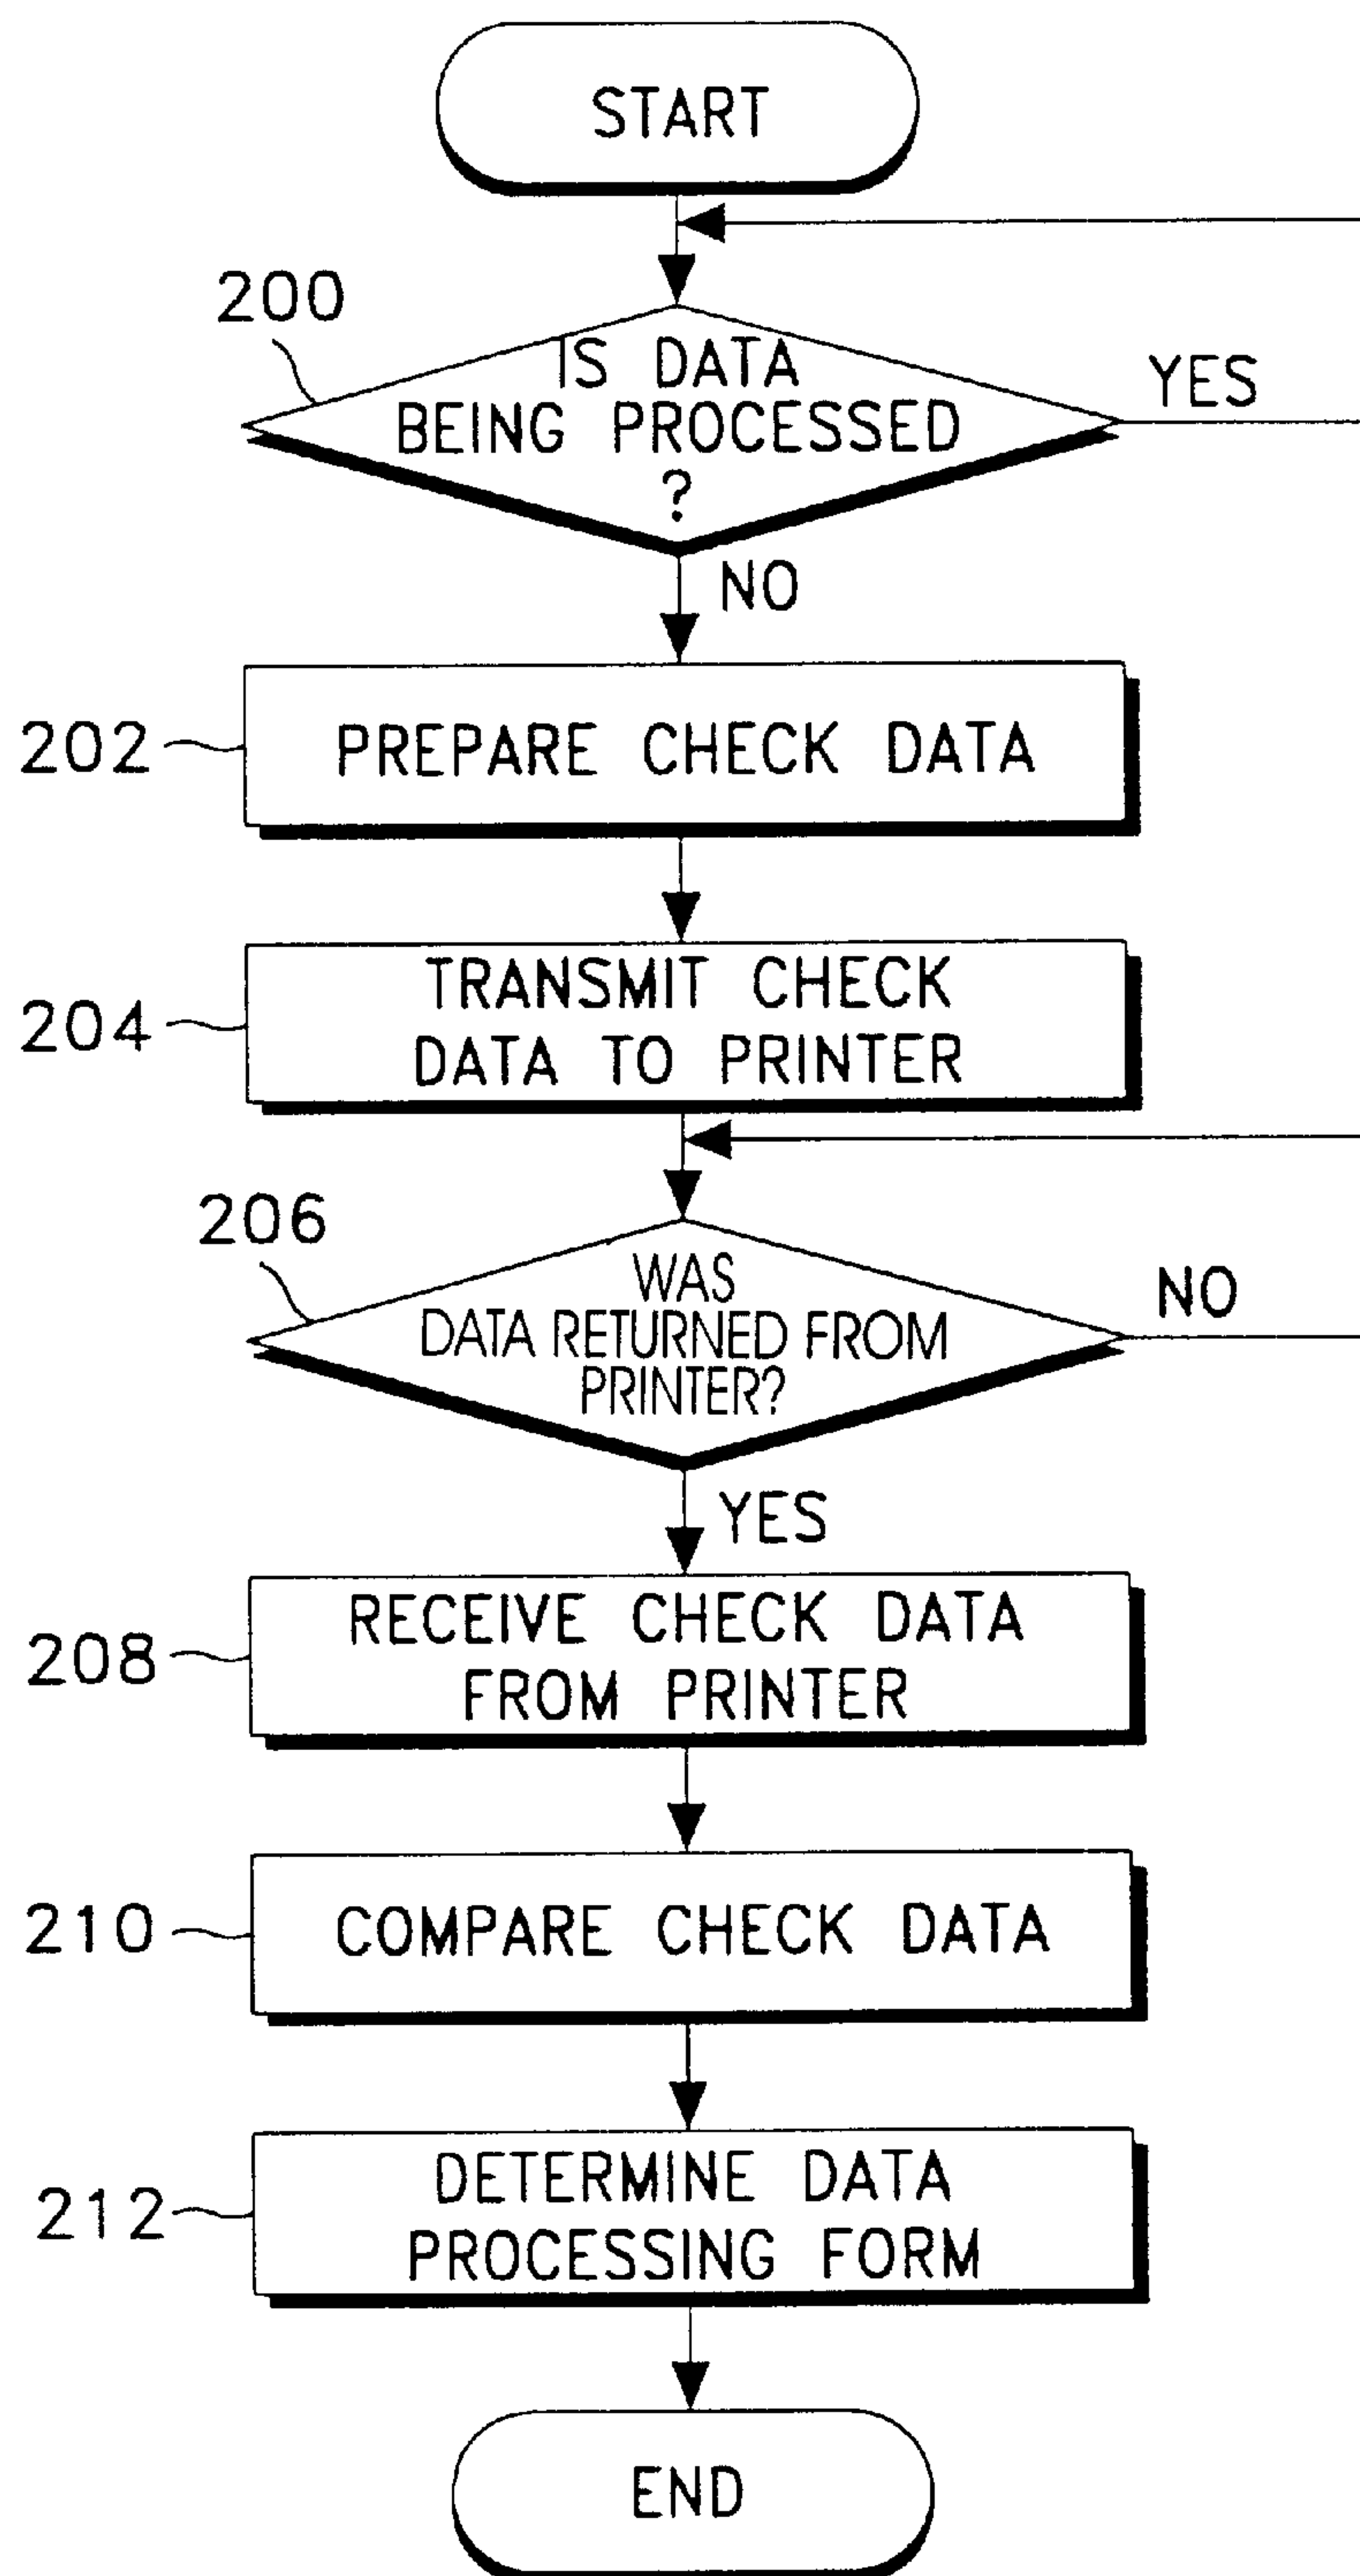 START
200
IS DATA
BEING PROCESSED
?
YES
NO
202
PREPARE CHECK DATA
204
TRANSMIT CHECK
DATA TO PRINTER
206
WAS
DATA RETURNED FROM
PRINTER?
NO
YES
208
RECEIVE CHECK DATA
FROM PRINTER
210
COMPARE CHECK DATA
212
DETERMINE DATA
PROCESSING FORM
END